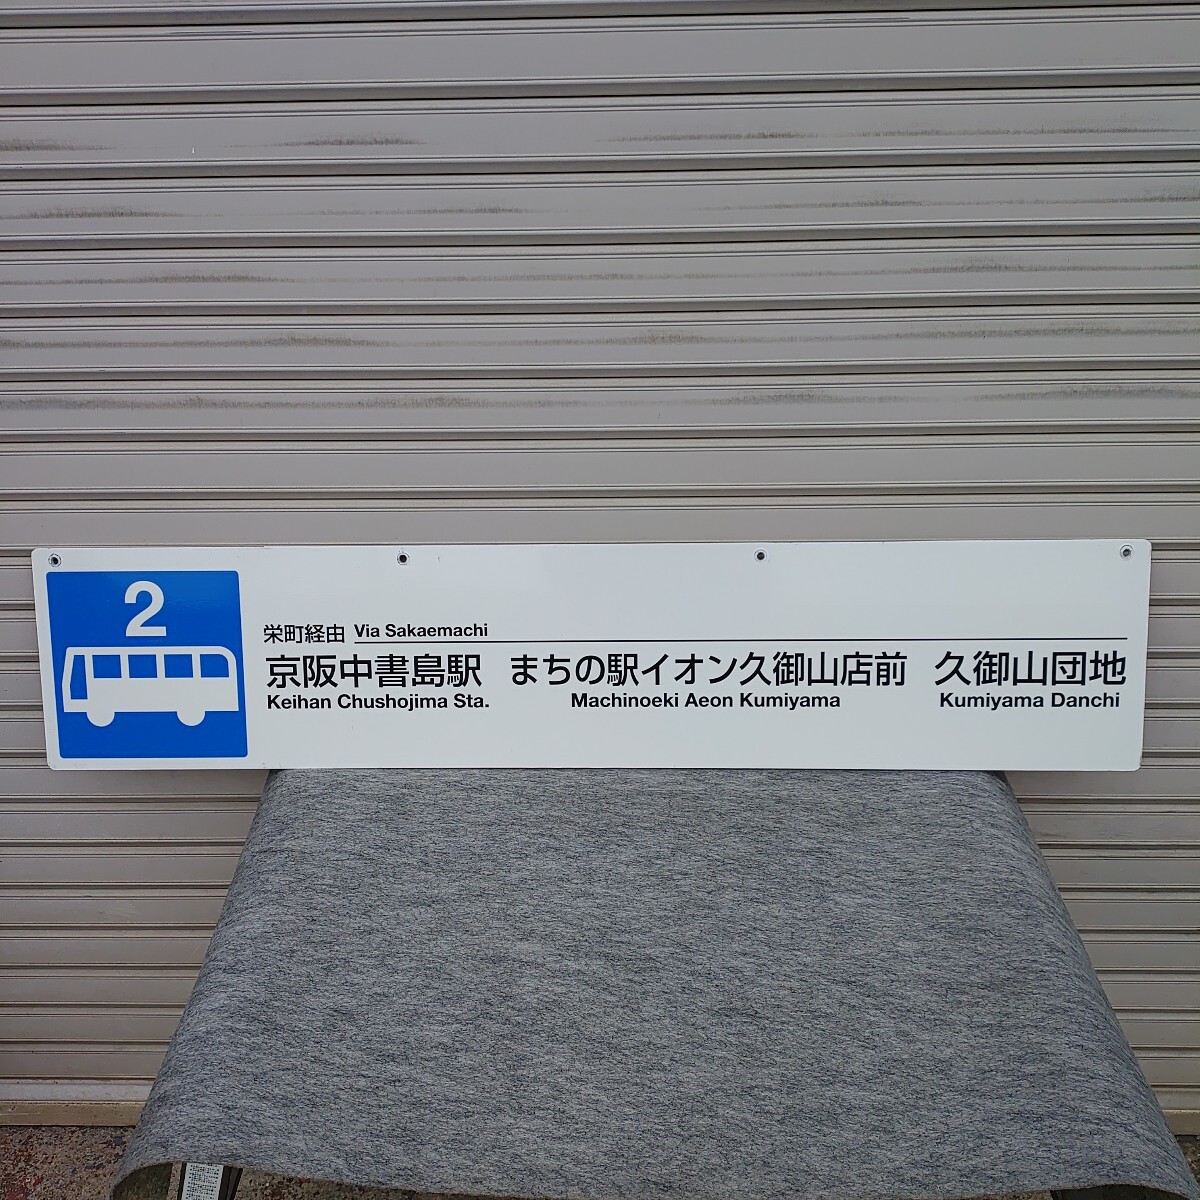 2
栄町経由 Via Sakaemachi
京阪中書島駅 まちの駅イオン久御山店前 久御山団地
Keihan Chushojima Sta. Machinoeki Aeon Kumiyama Kumiyama Danchi